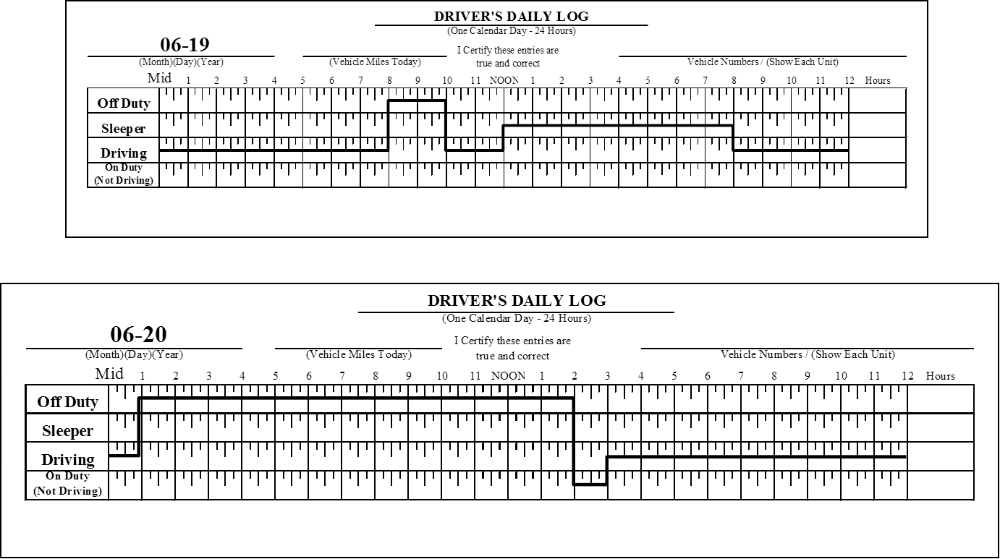 DRIVER'S DAILY LOG
(One Calendar Day - 24 Hours)
06-19
I Certify these entries are
(Month)(Day)(Year) (Vehicle Miles Today) true and correct Vehicle Numbers / (Show Each Unit)
Mid 1 2 3 4 5 6 7 8 9 10 11 NOON 1 2 3 4 5 6 7 8 9 10 11 12 Hours
Off Duty
Sleeper
Driving
On Duty
(Not Driving)
DRIVER'S DAILY LOG
(One Calendar Day - 24 Hours)
06-20
I Certify these entries are
(Month)(Day)(Year) (Vehicle Miles Today) true and correct Vehicle Numbers / (Show Each Unit)
Mid 1 2 3 4 5 6 7 8 9 10 11 NOON 1 2 3 4 5 6 7 8 9 10 11 12 Hours
Off Duty
Sleeper
Driving
On Duty
(Not Driving)